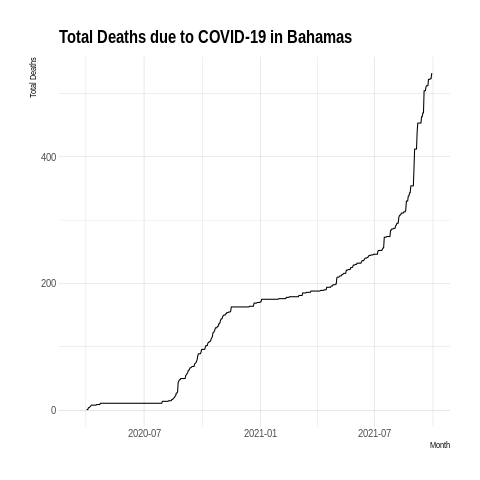 Total Deaths due to COVID-19 in Bahamas
Total Deaths
400
200
0
2020-07 2021-01 2021-07
Month